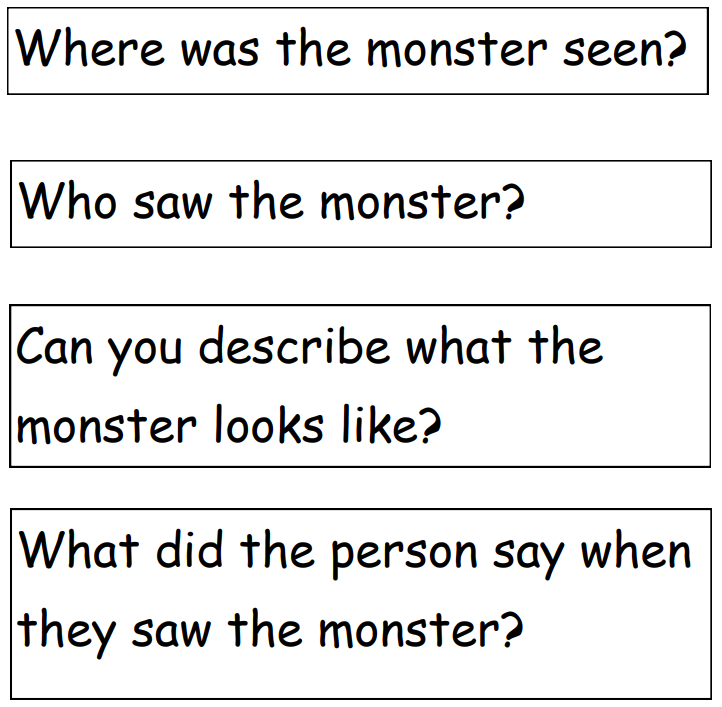 Where was the monster seen?
Who saw the monster?
Can you describe what the
monster looks like?
What did the person say when
they saw the monster?